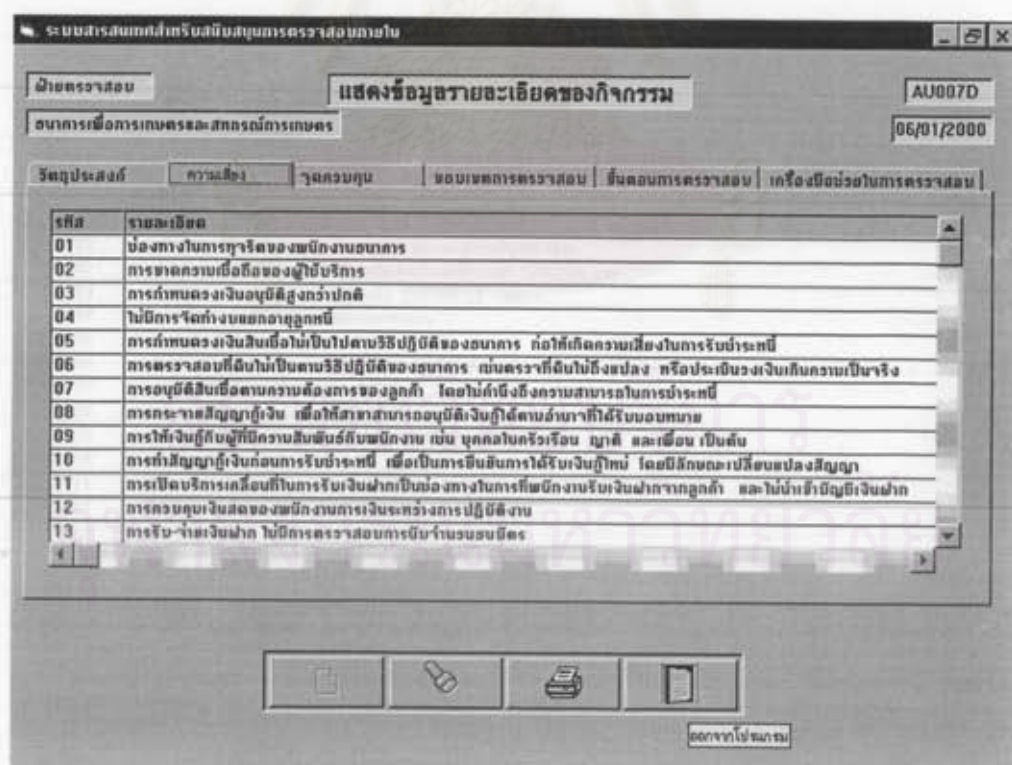 ระบบสารสนเทศสำหรับสนับสนุนการตรวจสอบภายใน
ฝ่ายตรวจสอบ
แสดงข้อมูลรายละเอียดของกิจกรรม
AU007D
ธนาคารเพื่อการเกษตรและสหกรณ์การเกษตร
06/01/2000
วัตถุประสงค์ ความเสี่ยง จุดควบคุม ขอบเขตการตรวจสอบ ขั้นตอนการตรวจสอบ เครื่องมือช่วยในการตรวจสอบ
รหัส รายละเอียด
01 ช่องทางในการทุจริตของพนักงานธนาคาร
02 การขาดความเชื่อถือของผู้ใช้บริการ
03 การกำหนดวงเงินอนุมัติสูงกว่าปกติ
04 ไม่มีการจัดทำงบแยกอายุลูกหนี้
05 การกำหนดวงเงินสินเชื่อไม่เป็นไปตามวิธีปฏิบัติของธนาคาร ก่อให้เกิดความเสี่ยงในการรับชำระหนี้
06 การตรวจสอบที่ดินไม่เป็นตามวิธีปฏิบัติของธนาคาร เช่นตรวจที่ดินไม่ถึงแปลง หรือประเมินวงเงินเกินความเป็นจริง
07 การอนุมัติสินเชื่อตามความต้องการของลูกค้า โดยไม่คำนึงถึงความสามารถในการชำระหนี้
08 การกระจายสัญญากู้เงิน เพื่อให้สาขาสามารถอนุมัติเงินกู้ได้ตามอำนาจที่ได้รับมอบหมาย
09 การให้เงินกู้กับผู้ที่มีความสัมพันธ์กับพนักงาน เช่น บุคคลในครัวเรือน ญาติ และเพื่อน เป็นต้น
10 การทำสัญญากู้เงินก่อนการรับชำระหนี้ เพื่อเป็นการยืนยันการได้รับเงินกู้ใหม่ โดยมีลักษณะเปลี่ยนแปลงสัญญา
11 การเปิดบริการเคลื่อนที่ในการรับเงินฝากเป็นช่องทางในการที่พนักงานรับเงินฝากจากลูกค้า และไม่นำเข้าบัญชีเงินฝาก
12 การควบคุมเงินสดของพนักงานการเงินระหว่างการปฏิบัติงาน
13 การรับ-จ่ายเงินฝาก ไม่มีการตรวจสอบการนับจำนวนธนบัตร
ออกจากโปรแกรม